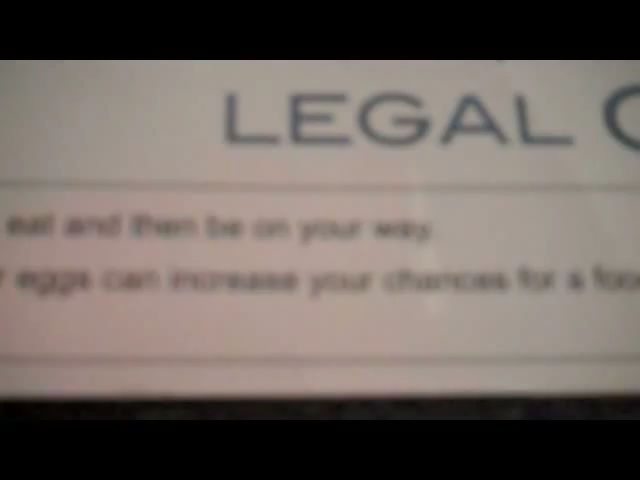 LEGAL
eat and then be on your way.
eggs can increase your chances for a